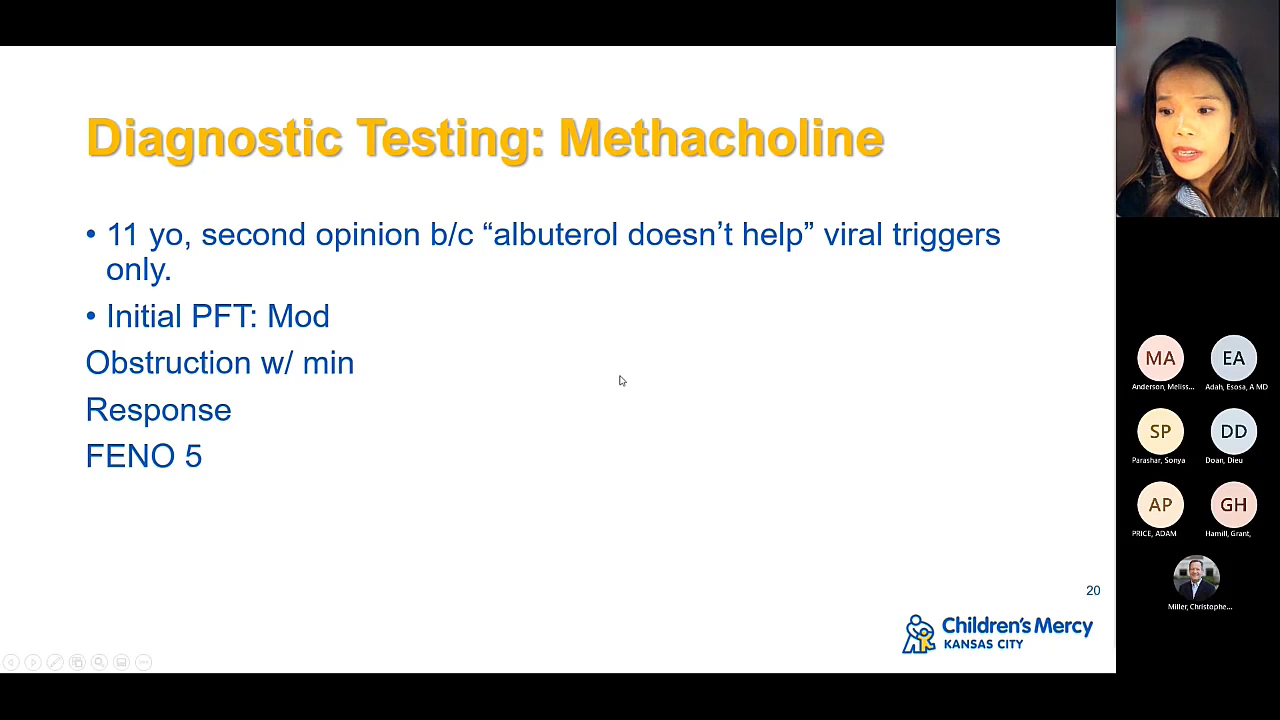 Diagnostic Testing: Methacholine
• 11 yo, second opinion b/c “albuterol doesn’t help” viral triggers
only.
• Initial PFT: Mod
Obstruction w/ min
Response
FENO 5
20
Children's Mercy
KANSAS CITY
MA
EA
Anderson, Meliss...
Adah, Esosa, A MD
SP
DD
Parashar, Sonya
Doan, Dieu
AP
GH
PRICE, ADAM
Hamill, Grant,
Miller, Christophe...